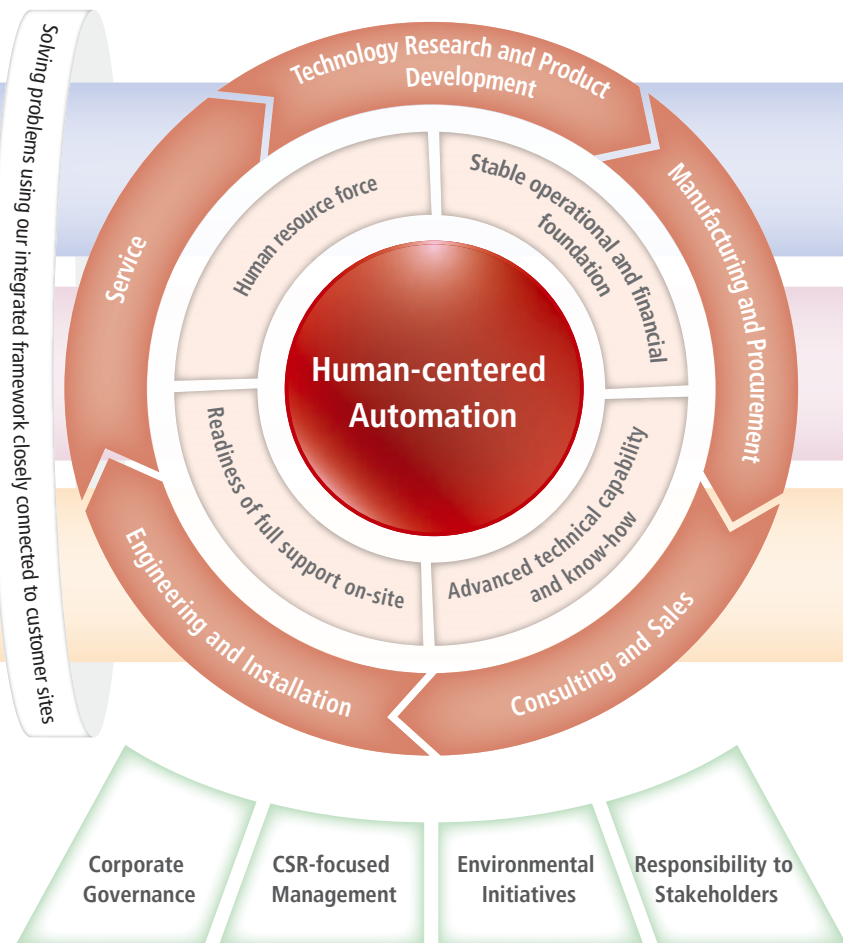 Solving problems using our integrated framework closely connected to customer sites
Technology Research and Product
Development
Manufacturing and Procurement
Consulting and Sales
Engineering and Installation
Service
Human resource force
Stable operational and financial
foundation
Advanced technical capability
and know-how
Readiness of full support on-site
Human-centered
Automation
Corporate
Governance
CSR-focused
Management
Environmental
Initiatives
Responsibility to
Stakeholders